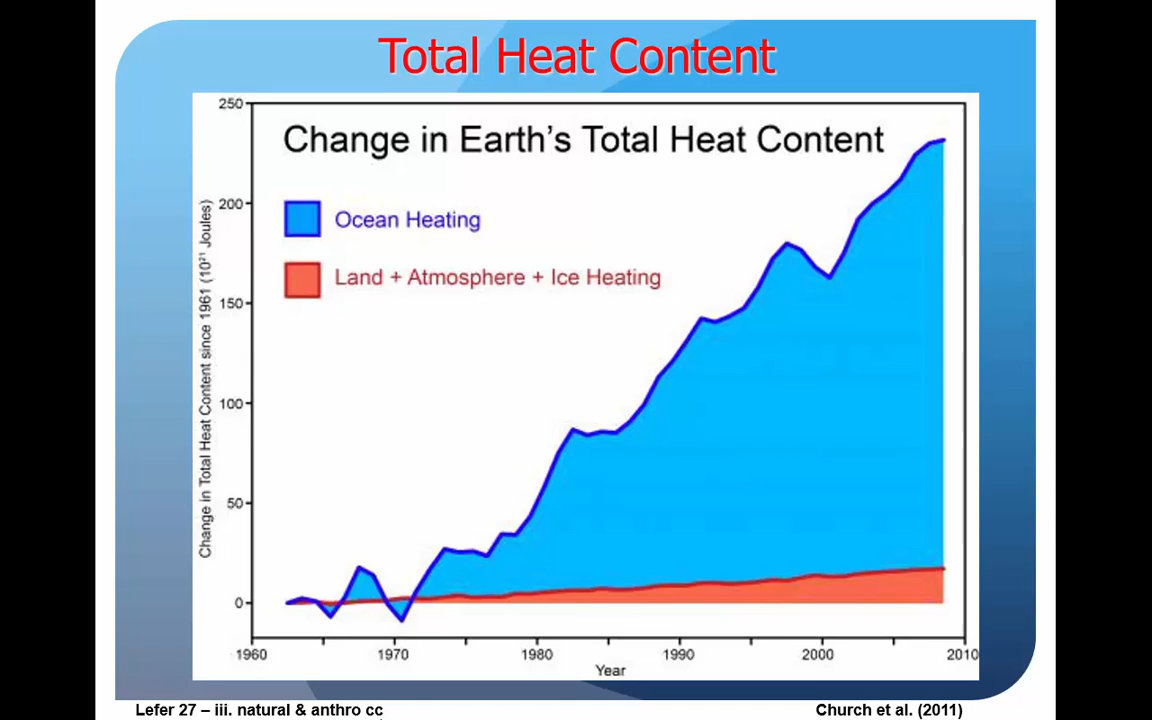 Total Heat Content
Change in Earth's Total Heat Content
Ocean Heating
Land + Atmosphere + Ice Heating
Change in Total Heat Content since 1961 (10²¹ Joules)
250
200
150
100
50
0
1960 1970 1980 1990 2000 2010
Year
Lefer 27 – iii. natural & anthro cc
Church et al. (2011)